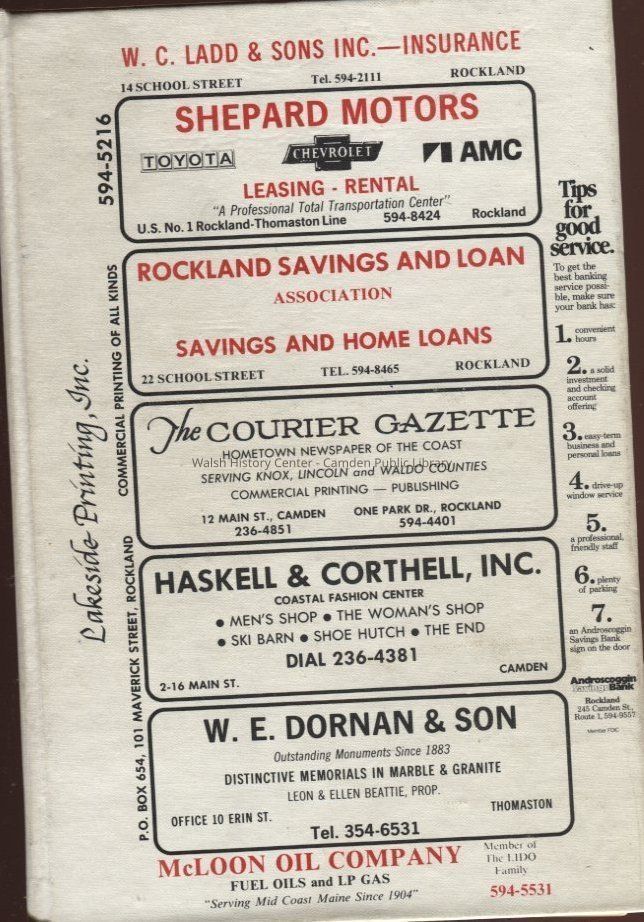 W. C. LADD & SONS INC.—INSURANCE
14 SCHOOL STREET Tel. 594-2111 ROCKLAND
SHEPARD MOTORS
TOYOTA CHEVROLET AMC
LEASING - RENTAL
"A Professional Total Transportation Center"
U.S. No. 1 Rockland-Thomaston Line 594-8424 Rockland
ROCKLAND SAVINGS AND LOAN
ASSOCIATION
SAVINGS AND HOME LOANS
22 SCHOOL STREET TEL. 594-8465 ROCKLAND
The COURIER GAZETTE
HOMETOWN NEWSPAPER OF THE COAST
Walsh History Center - Camden Public Library
SERVING KNOX, LINCOLN and WALDO COUNTIES
COMMERCIAL PRINTING — PUBLISHING
12 MAIN ST., CAMDEN ONE PARK DR., ROCKLAND
236-4851 594-4401
HASKELL & CORTHELL, INC.
COASTAL FASHION CENTER
• MEN'S SHOP • THE WOMAN'S SHOP
• SKI BARN • SHOE HUTCH • THE END
DIAL 236-4381
2-16 MAIN ST. CAMDEN
W. E. DORNAN & SON
Outstanding Monuments Since 1883
DISTINCTIVE MEMORIALS IN MARBLE & GRANITE
LEON & ELLEN BEATTIE, PROP.
OFFICE 10 ERIN ST. THOMASTON
Tel. 354-6531
McLOON OIL COMPANY
FUEL OILS and LP GAS
"Serving Mid Coast Maine Since 1904"
Member of
The LIDO
Family
594-5531
Lakeside Printing, Inc.
P.O. BOX 654, 101 MAVERICK STREET, ROCKLAND COMMERCIAL PRINTING OF ALL KINDS 594-5216
Tips
for
good
service.
To get the
best banking
service possi-
ble, make sure
your bank has:
1. convenient
hours
2. a solid
investment
and checking
account
offering
3. easy-term
business and
personal loans
4. drive-up
window service
5.
a professional,
friendly staff
6. plenty
of parking
7.
an Androscoggin
Savings Bank
sign on the door
Androscoggin
Savings Bank
Rockland
245 Camden St.,
Route 1, 594-9557
Member FDIC